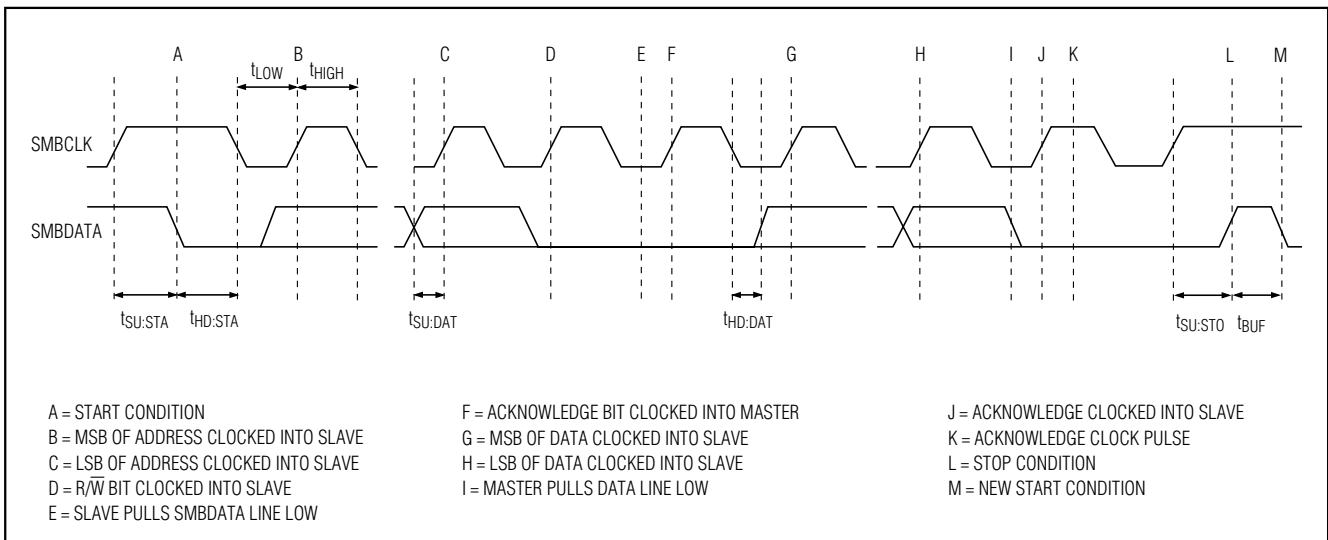 A B C D E F G H I J K L M
tLOW tHIGH
SMBCLK
SMBDATA
tSU:STA tHD:STA tSU:DAT tHD:DAT tSU:STO tBUF
A = START CONDITION
B = MSB OF ADDRESS CLOCKED INTO SLAVE
C = LSB OF ADDRESS CLOCKED INTO SLAVE
D = R/W̅ BIT CLOCKED INTO SLAVE
E = SLAVE PULLS SMBDATA LINE LOW
F = ACKNOWLEDGE BIT CLOCKED INTO MASTER
G = MSB OF DATA CLOCKED INTO SLAVE
H = LSB OF DATA CLOCKED INTO SLAVE
I = MASTER PULLS DATA LINE LOW
J = ACKNOWLEDGE CLOCKED INTO SLAVE
K = ACKNOWLEDGE CLOCK PULSE
L = STOP CONDITION
M = NEW START CONDITION